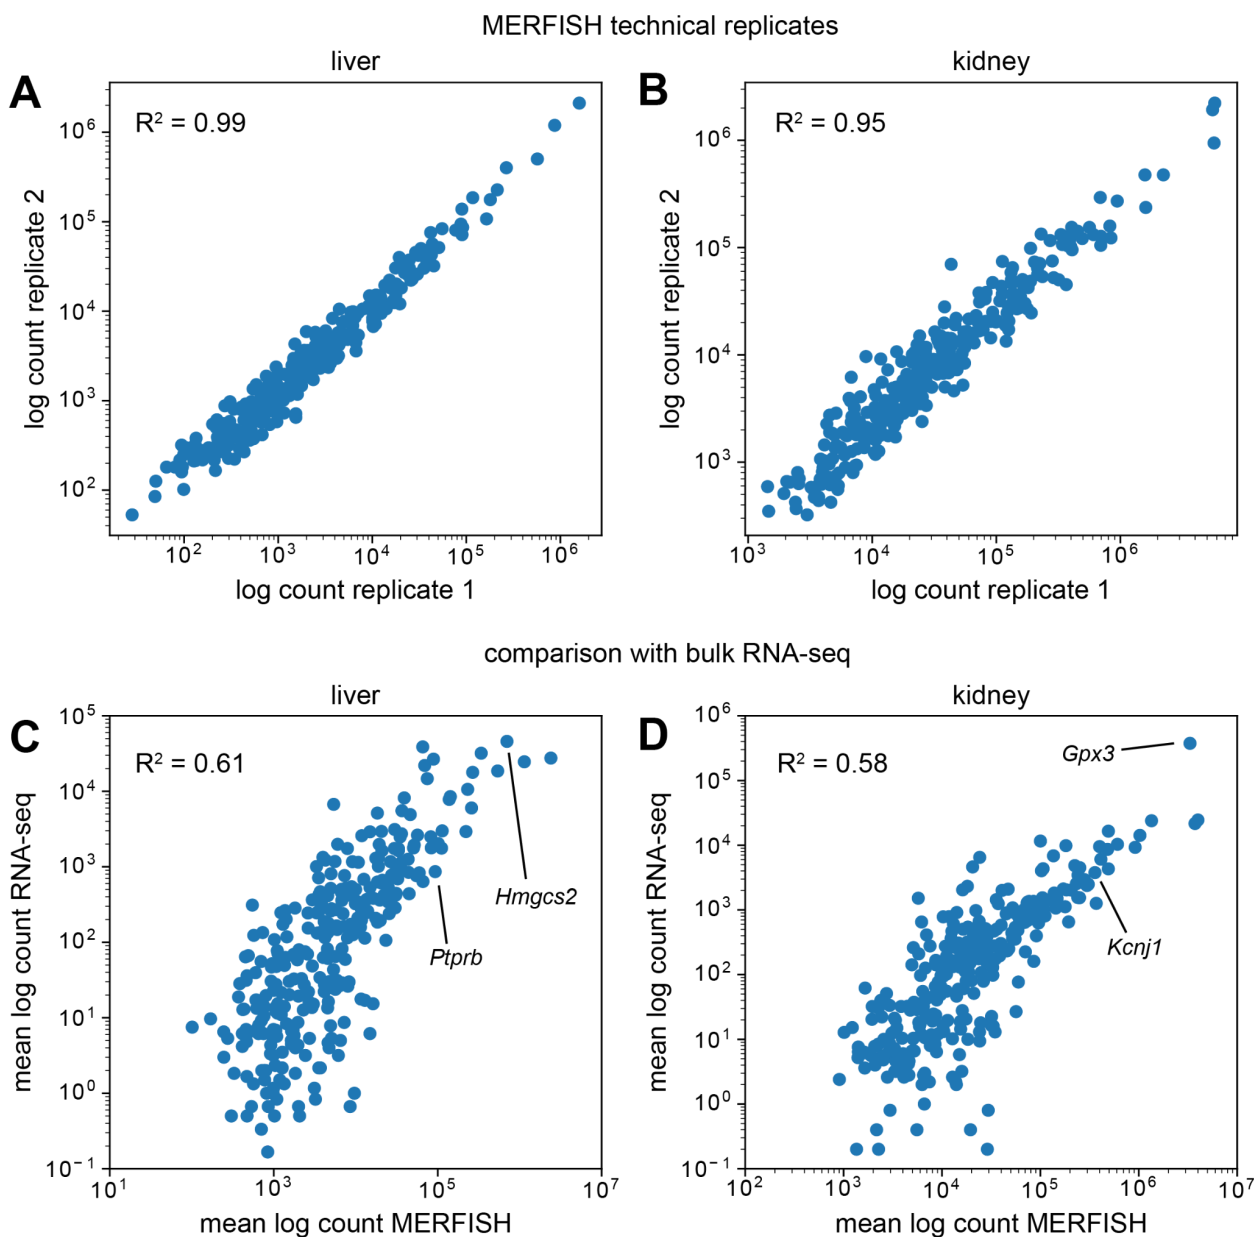 MERFISH technical replicates
A
liver
R² = 0.99
10⁶
10⁵
10⁴
10³
10²
log count replicate 2
10²
10³
10⁴
10⁵
10⁶
log count replicate 1
B
kidney
R² = 0.95
10⁶
10⁵
10⁴
10³
log count replicate 2
10³
10⁴
10⁵
10⁶
log count replicate 1
comparison with bulk RNA-seq
C
liver
R² = 0.61
10⁵
10⁴
10³
10²
10¹
10⁰
10⁻¹
mean log count RNA-seq
Hmgcs2
Ptprb
10¹
10³
10⁵
10⁷
mean log count MERFISH
D
kidney
R² = 0.58
10⁶
10⁵
10⁴
10³
10²
10¹
10⁰
10⁻¹
mean log count RNA-seq
Gpx3
Kcnj1
10²
10³
10⁴
10⁵
10⁶
10⁷
mean log count MERFISH